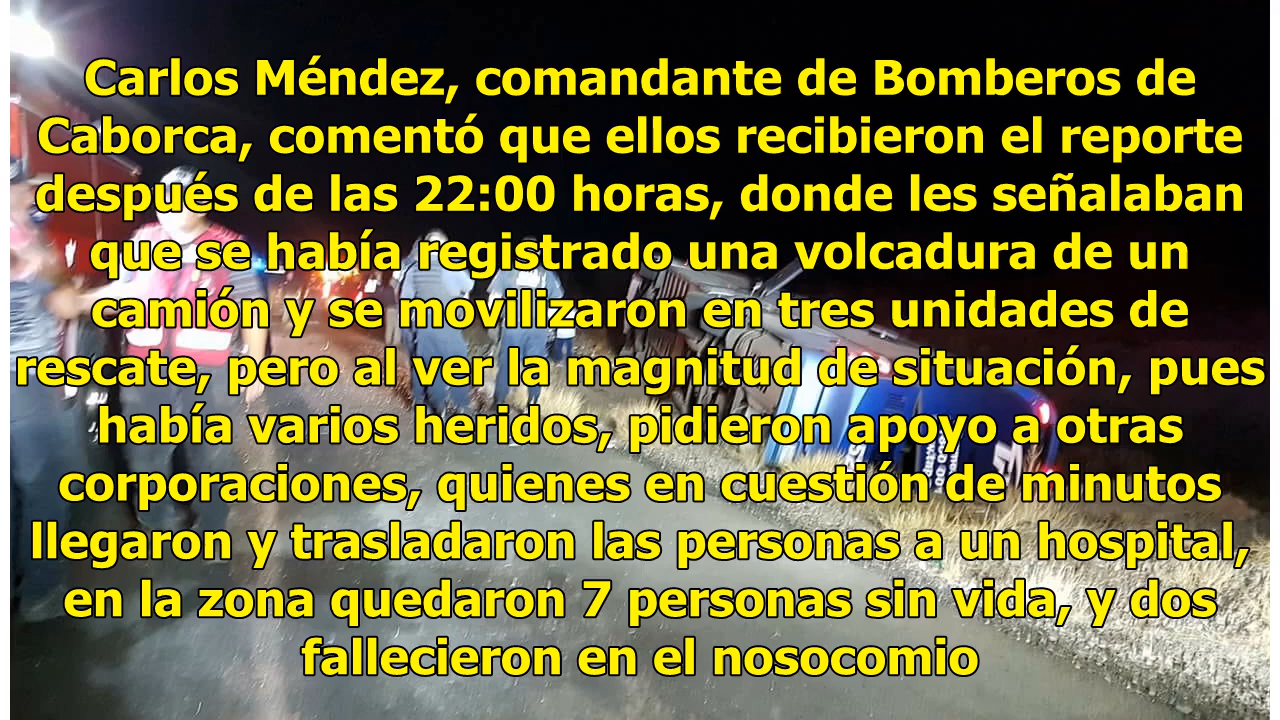 Carlos Méndez, comandante de Bomberos de
Caborca, comentó que ellos recibieron el reporte
después de las 22:00 horas, donde les señalaban
que se había registrado una volcadura de un
camión y se movilizaron en tres unidades de
rescate, pero al ver la magnitud de situación, pues
había varios heridos, pidieron apoyo a otras
corporaciones, quienes en cuestión de minutos
llegaron y trasladaron las personas a un hospital,
en la zona quedaron 7 personas sin vida, y dos
fallecieron en el nosocomio